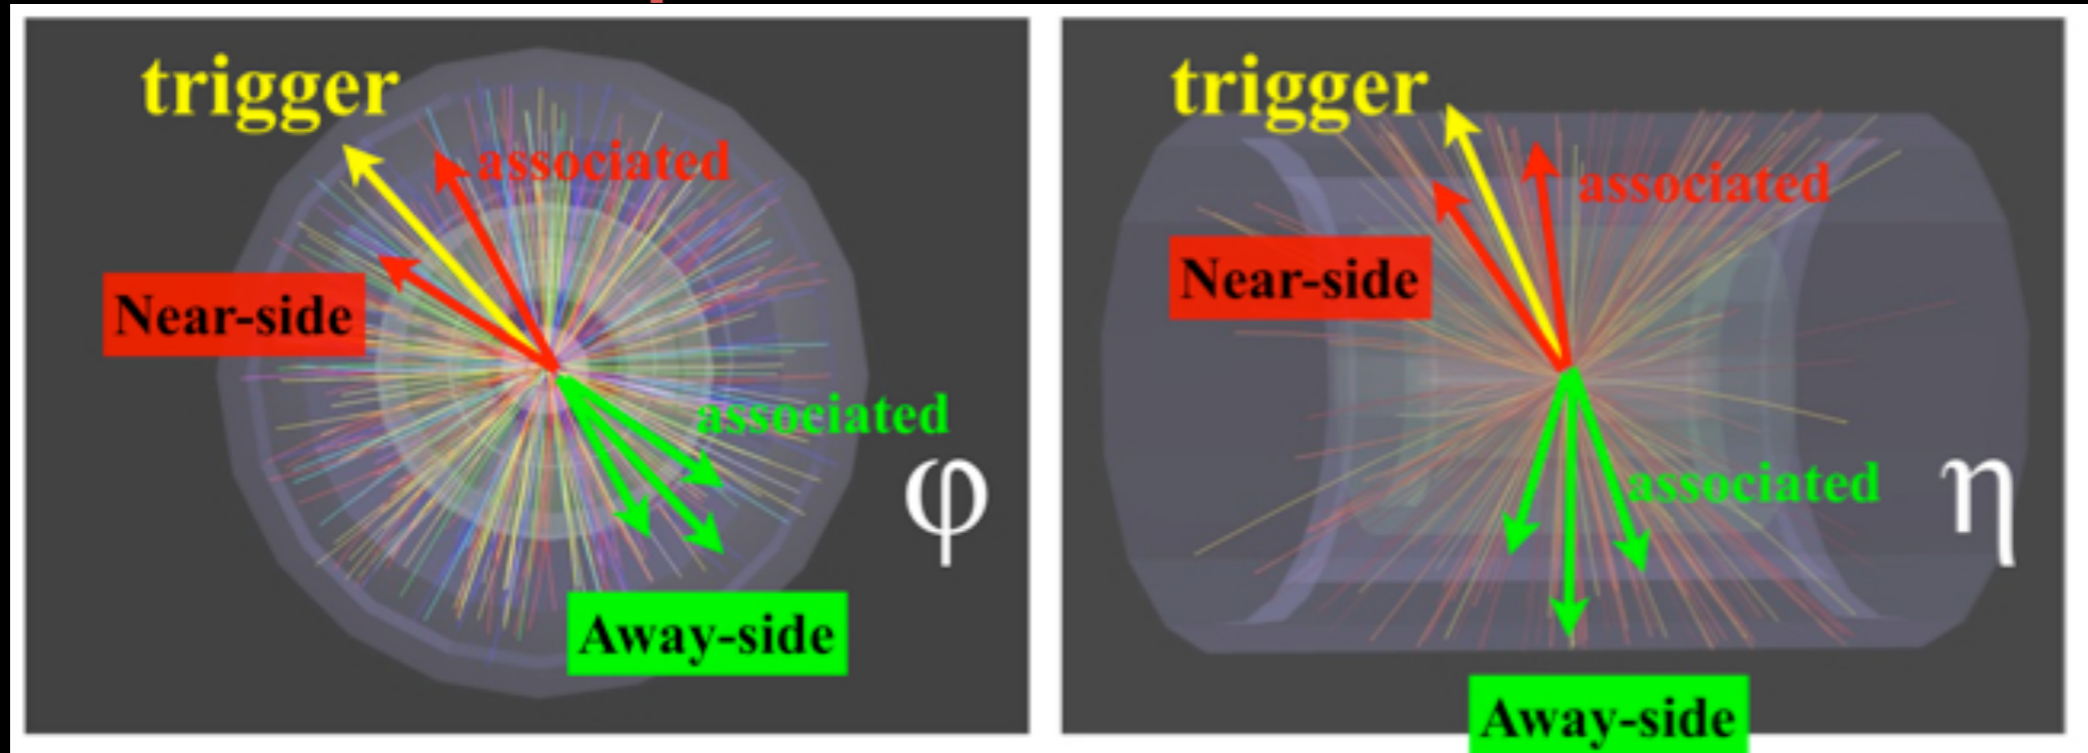 trigger
associated
Near-side
associated
φ
Away-side
trigger
associated
Near-side
associated
η
Away-side